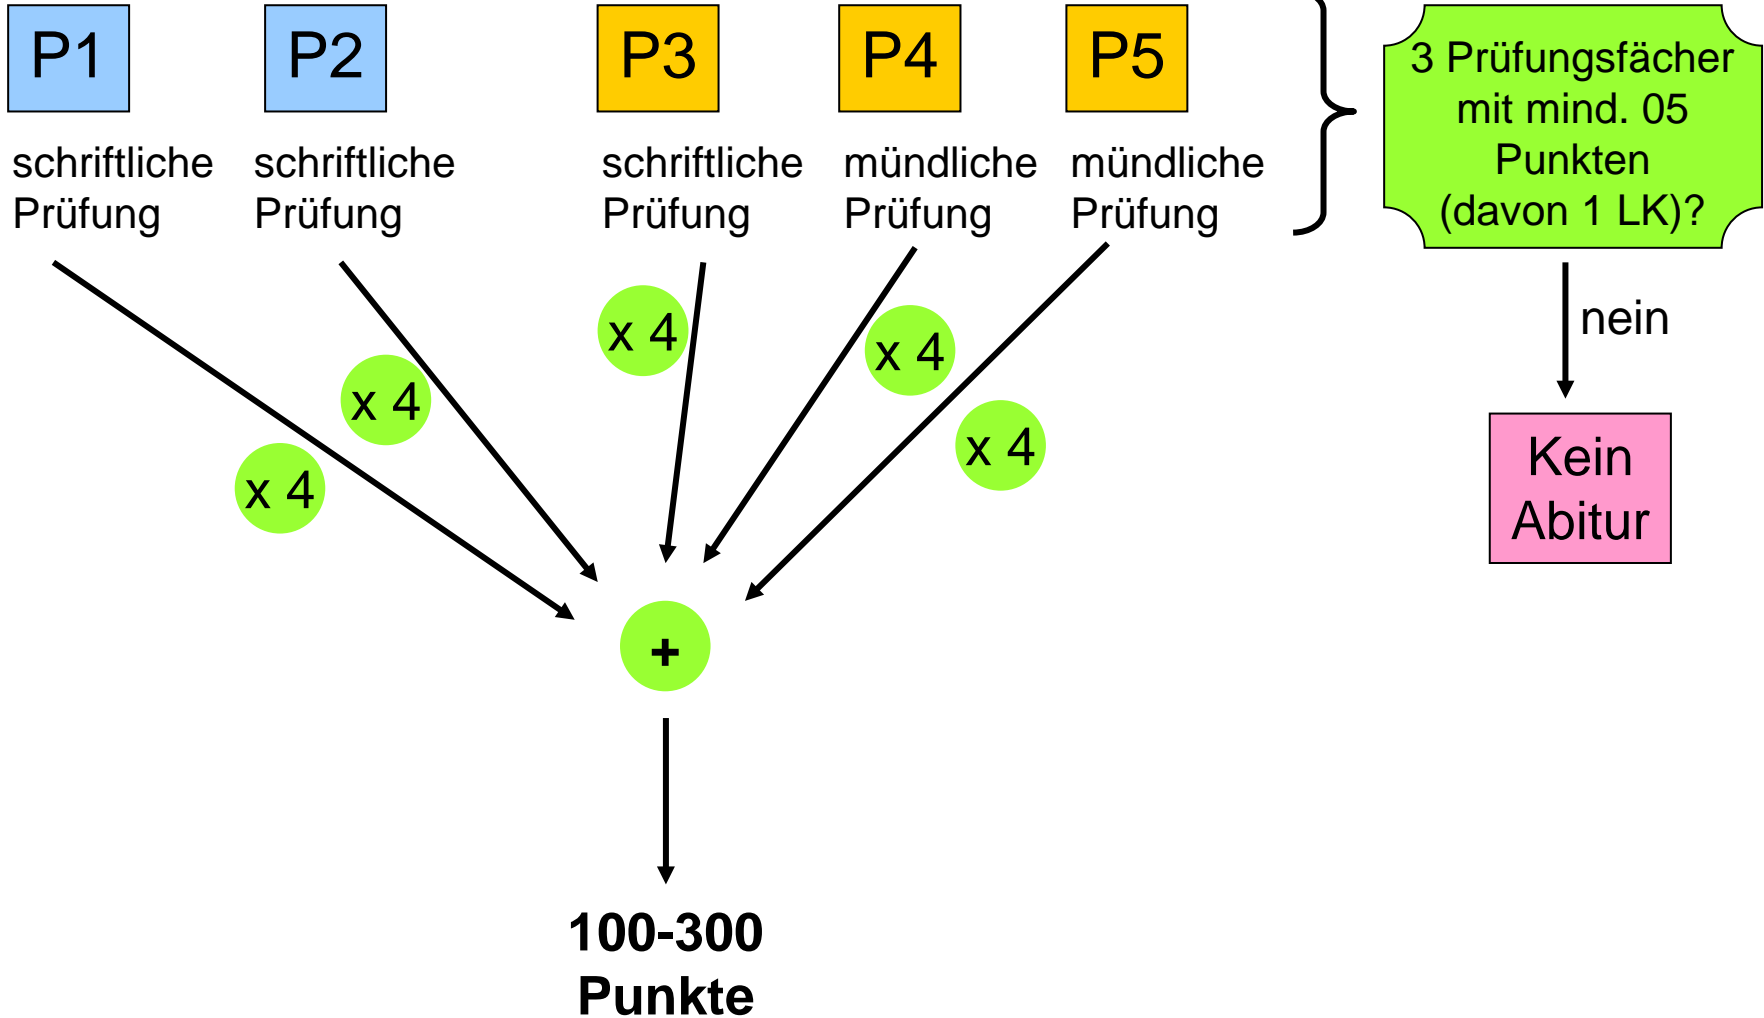 P1
P2
P3
P4
P5
schriftliche
Prüfung
schriftliche
Prüfung
schriftliche
Prüfung
mündliche
Prüfung
mündliche
Prüfung
3 Prüfungsfächer
mit mind. 05
Punkten
(davon 1 LK)?
nein
Kein
Abitur
x 4
x 4
x 4
x 4
x 4
+
100-300
Punkte